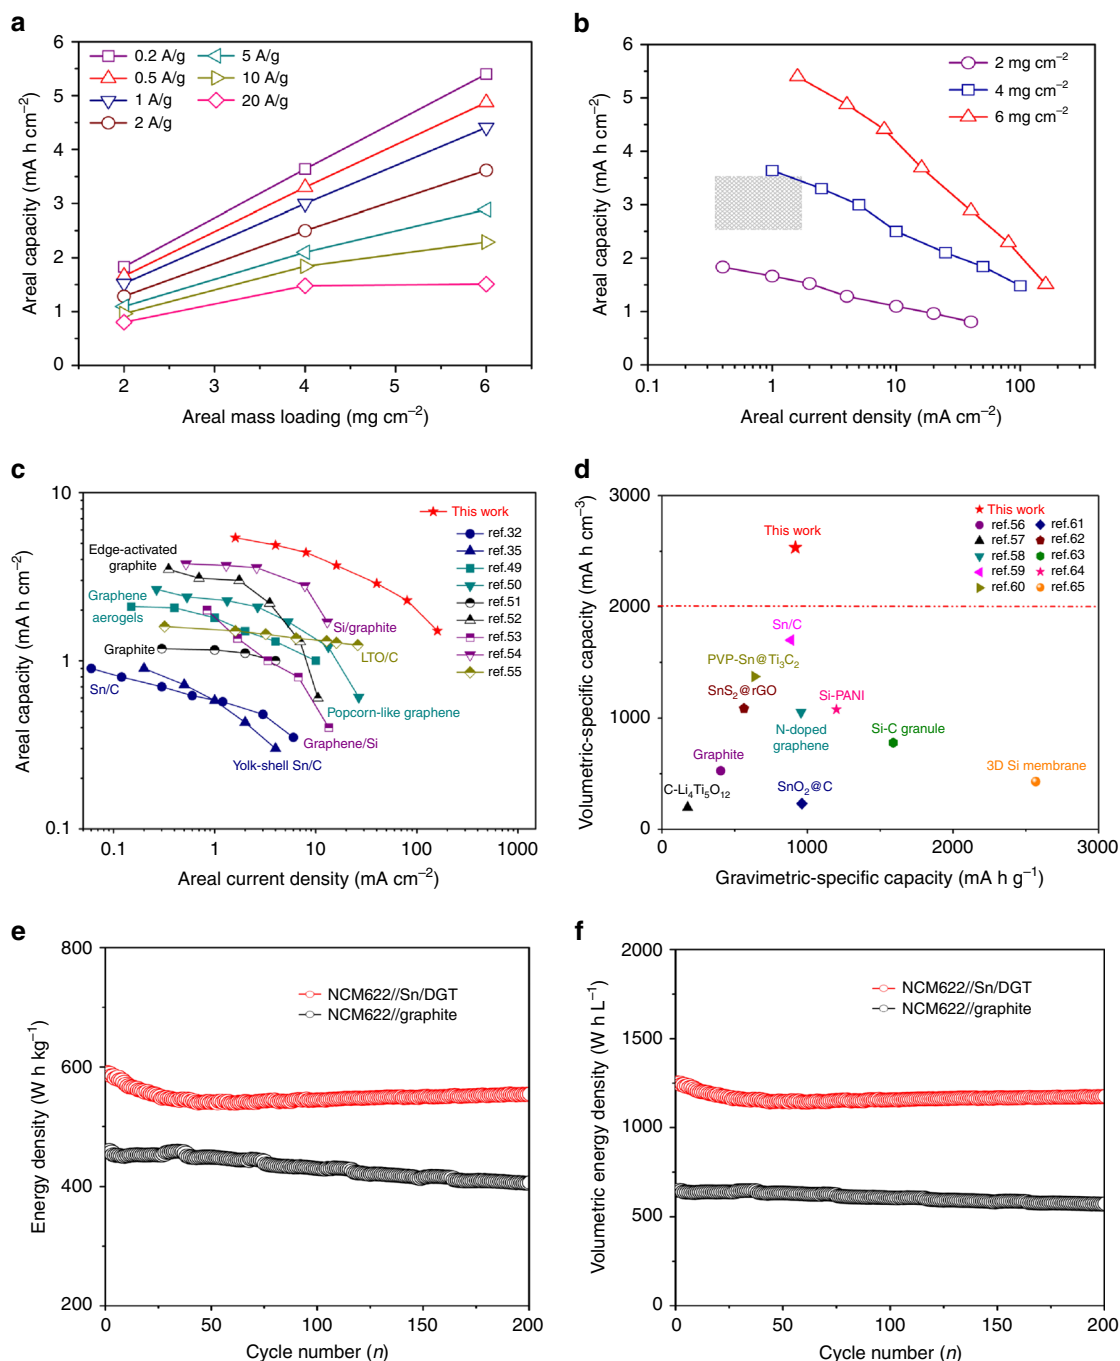 a
6
5
4
3
2
1
0
Areal capacity (mA h cm⁻²)
0.2 A/g
0.5 A/g
1 A/g
2 A/g
5 A/g
10 A/g
20 A/g
2
3
4
5
6
Areal mass loading (mg cm⁻²)
b
6
5
4
3
2
1
0
Areal capacity (mA h cm⁻²)
2 mg cm⁻²
4 mg cm⁻²
6 mg cm⁻²
0.1
1
10
100
Areal current density (mA cm⁻²)
c
10
1
0.1
Areal capacity (mA h cm⁻²)
This work
ref.32
ref.35
ref.49
ref.50
ref.51
ref.52
ref.53
ref.54
ref.55
Edge-activated
graphite
Graphene
aerogels
Graphite
Sn/C
Si/graphite
LTO/C
Popcorn-like graphene
Graphene/Si
Yolk-shell Sn/C
0.1
1
10
100
1000
Areal current density (mA cm⁻²)
d
3000
2000
1000
0
Volumetric-specific capacity (mA h cm⁻³)
This work
ref.56
ref.57
ref.58
ref.59
ref.60
ref.61
ref.62
ref.63
ref.64
ref.65
This work
Sn/C
PVP-Sn@Ti₃C₂
SnS₂@rGO
Si-PANI
N-doped
graphene
Si-C granule
Graphite
3D Si membrane
C-Li₄Ti₅O₁₂
SnO₂@C
0
1000
2000
3000
Gravimetric-specific capacity (mA h g⁻¹)
e
800
600
400
200
Energy density (W h kg⁻¹)
NCM622//Sn/DGT
NCM622//graphite
0
50
100
150
200
Cycle number (n)
f
2000
1500
1000
500
0
Volumetric energy density (W h L⁻¹)
NCM622//Sn/DGT
NCM622//graphite
0
50
100
150
200
Cycle number (n)